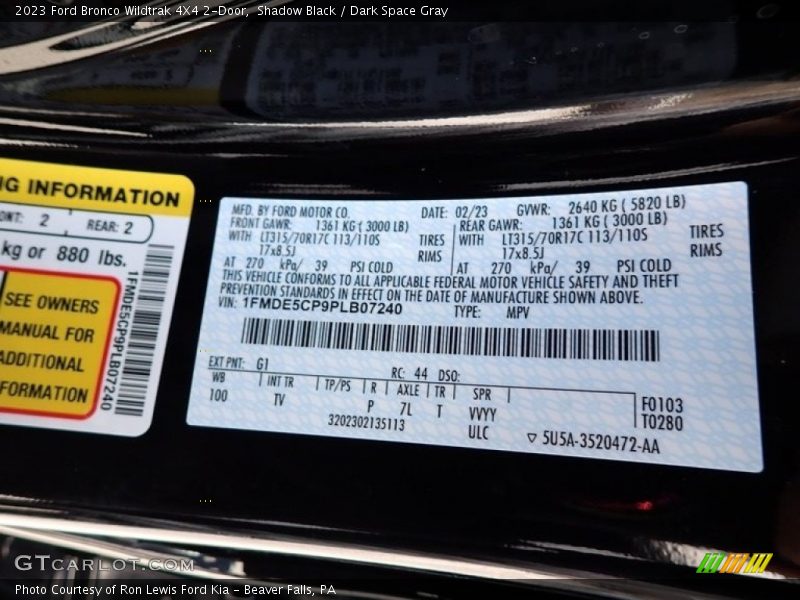 2023 Ford Bronco Wildtrak 4X4 2-Door, Shadow Black / Dark Space Gray
NG INFORMATION
ONT: 2 REAR: 2
kg or 880 lbs.
SEE OWNERS
MANUAL FOR
ADDITIONAL
FORMATION
1FMDE5CP9PLB07240
MFD. BY FORD MOTOR CO. DATE: 02/23 GVWR: 2640 KG ( 5820 LB)
FRONT GAWR: 1361 KG ( 3000 LB) REAR GAWR: 1361 KG ( 3000 LB)
WITH LT315/70R17C 113/110S TIRES WITH LT315/70R17C 113/110S TIRES
17x8.5J RIMS 17x8.5J RIMS
AT 270 kPa/ 39 PSI COLD AT 270 kPa/ 39 PSI COLD
THIS VEHICLE CONFORMS TO ALL APPLICABLE FEDERAL MOTOR VEHICLE SAFETY AND THEFT
PREVENTION STANDARDS IN EFFECT ON THE DATE OF MANUFACTURE SHOWN ABOVE.
VIN: 1FMDE5CP9PLB07240 TYPE: MPV
EXT PNT: G1 RC: 44 DSO:
WB INT TR TP/PS R AXLE TR SPR
100 TV P 7L T VVYY
F0103
T0280
3202302135113 ULC ▽ 5U5A-3520472-AA
GTCARLOT.COM
Photo Courtesy of Ron Lewis Ford Kia - Beaver Falls, PA